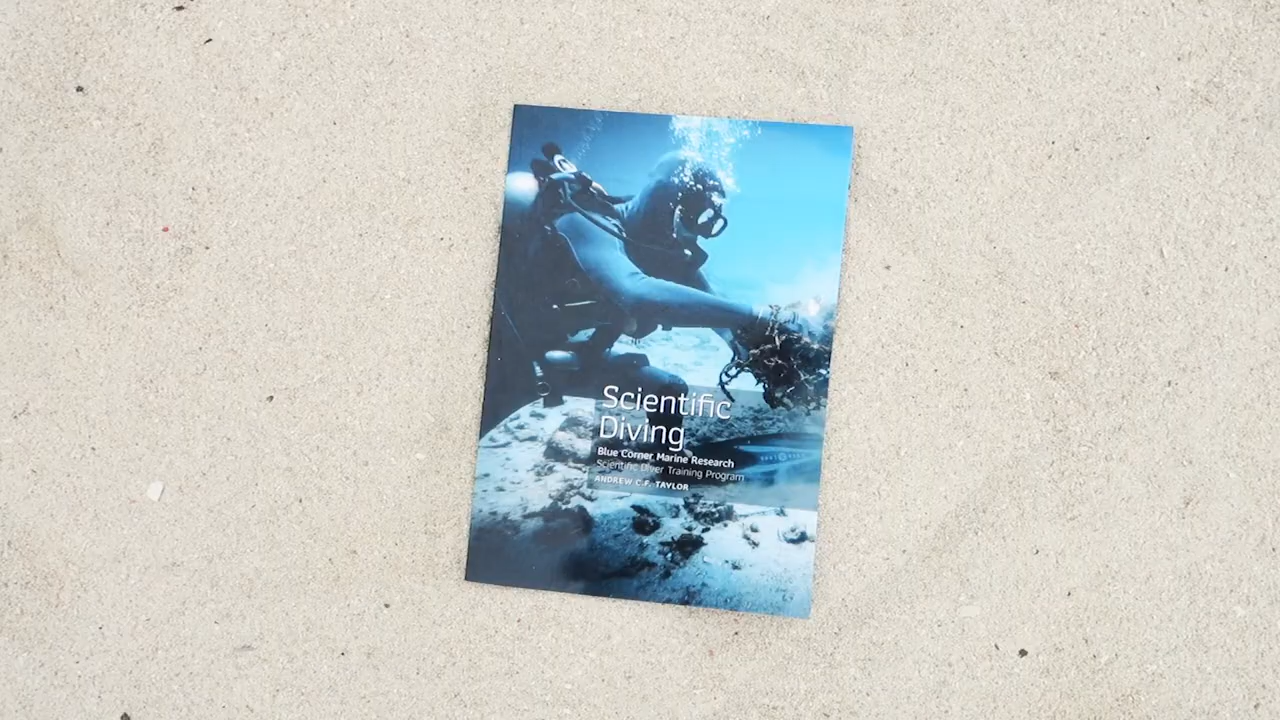 Scientific
Diving
Blue Corner Marine Research
Scientific Diver Training Program
ANDREW C.F. TAYLOR